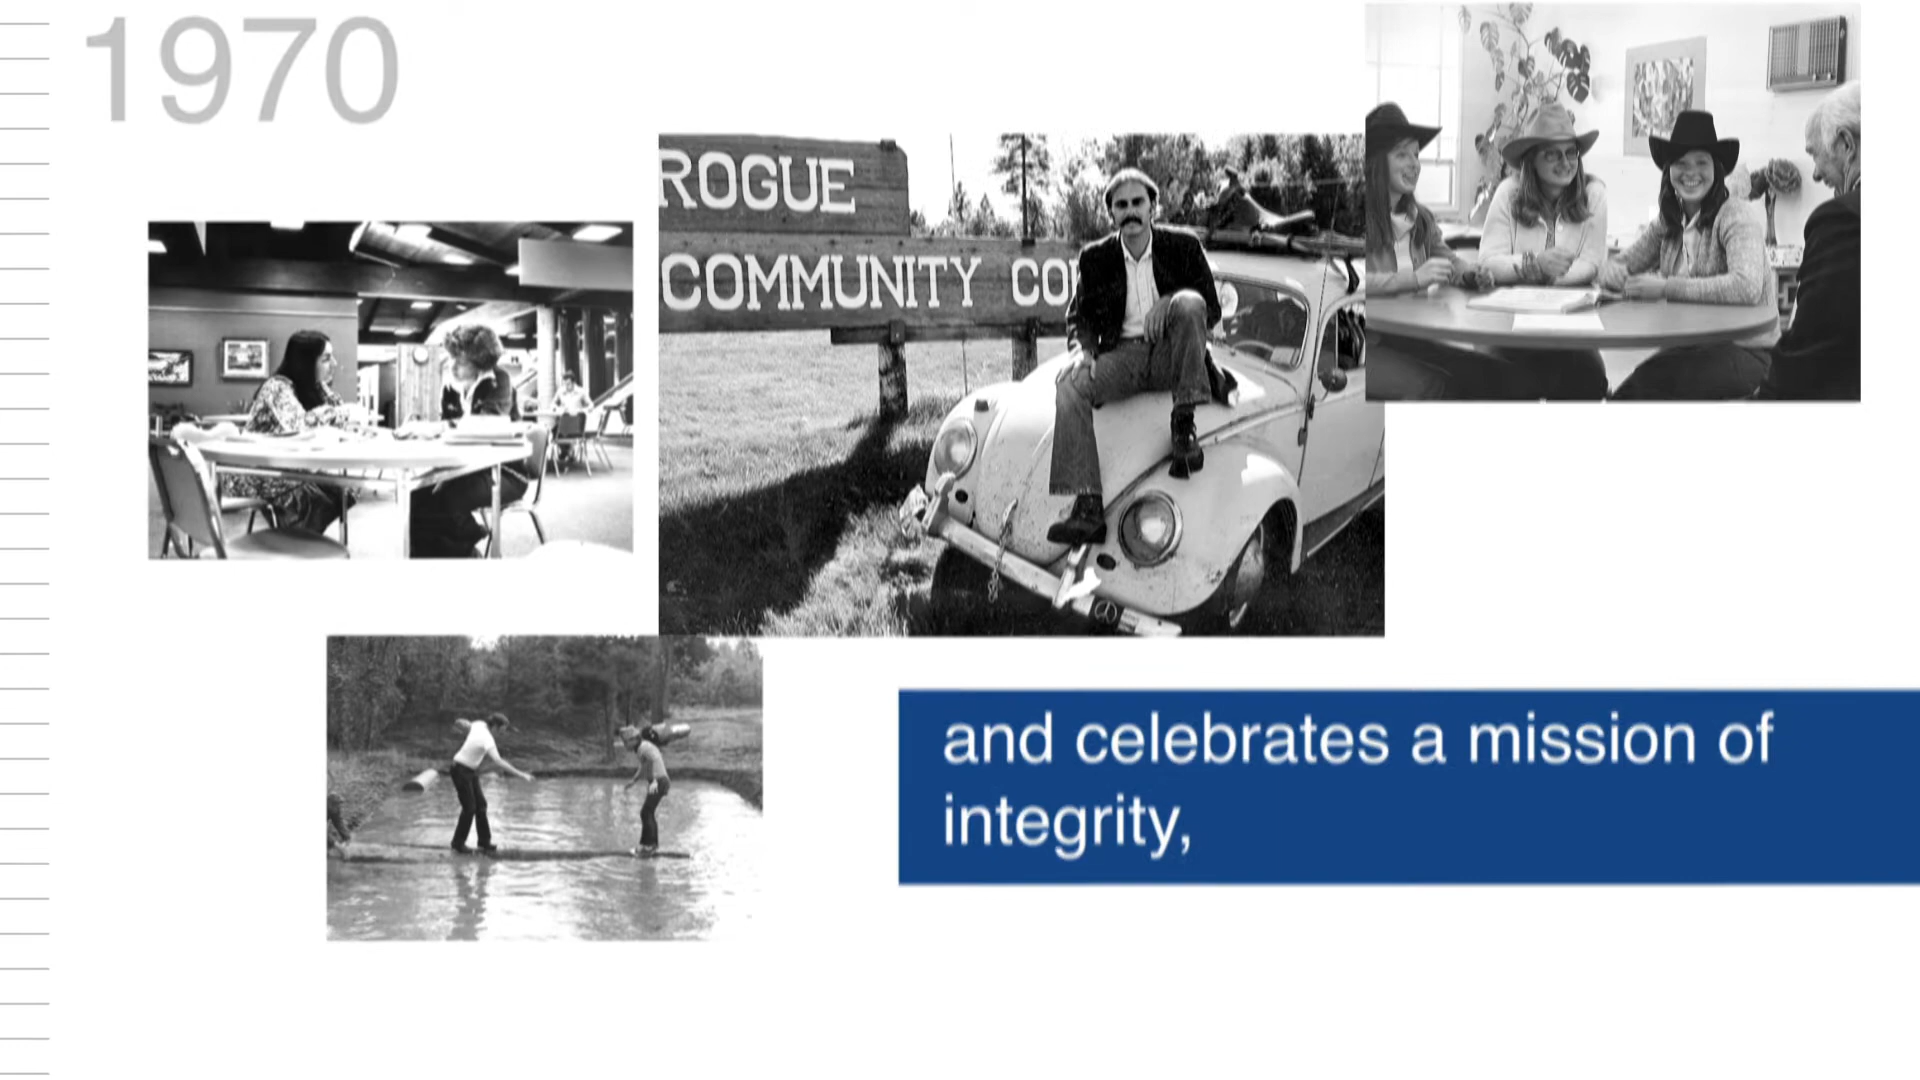 1970
ROGUE
COMMUNITY CO
and celebrates a mission of
integrity,